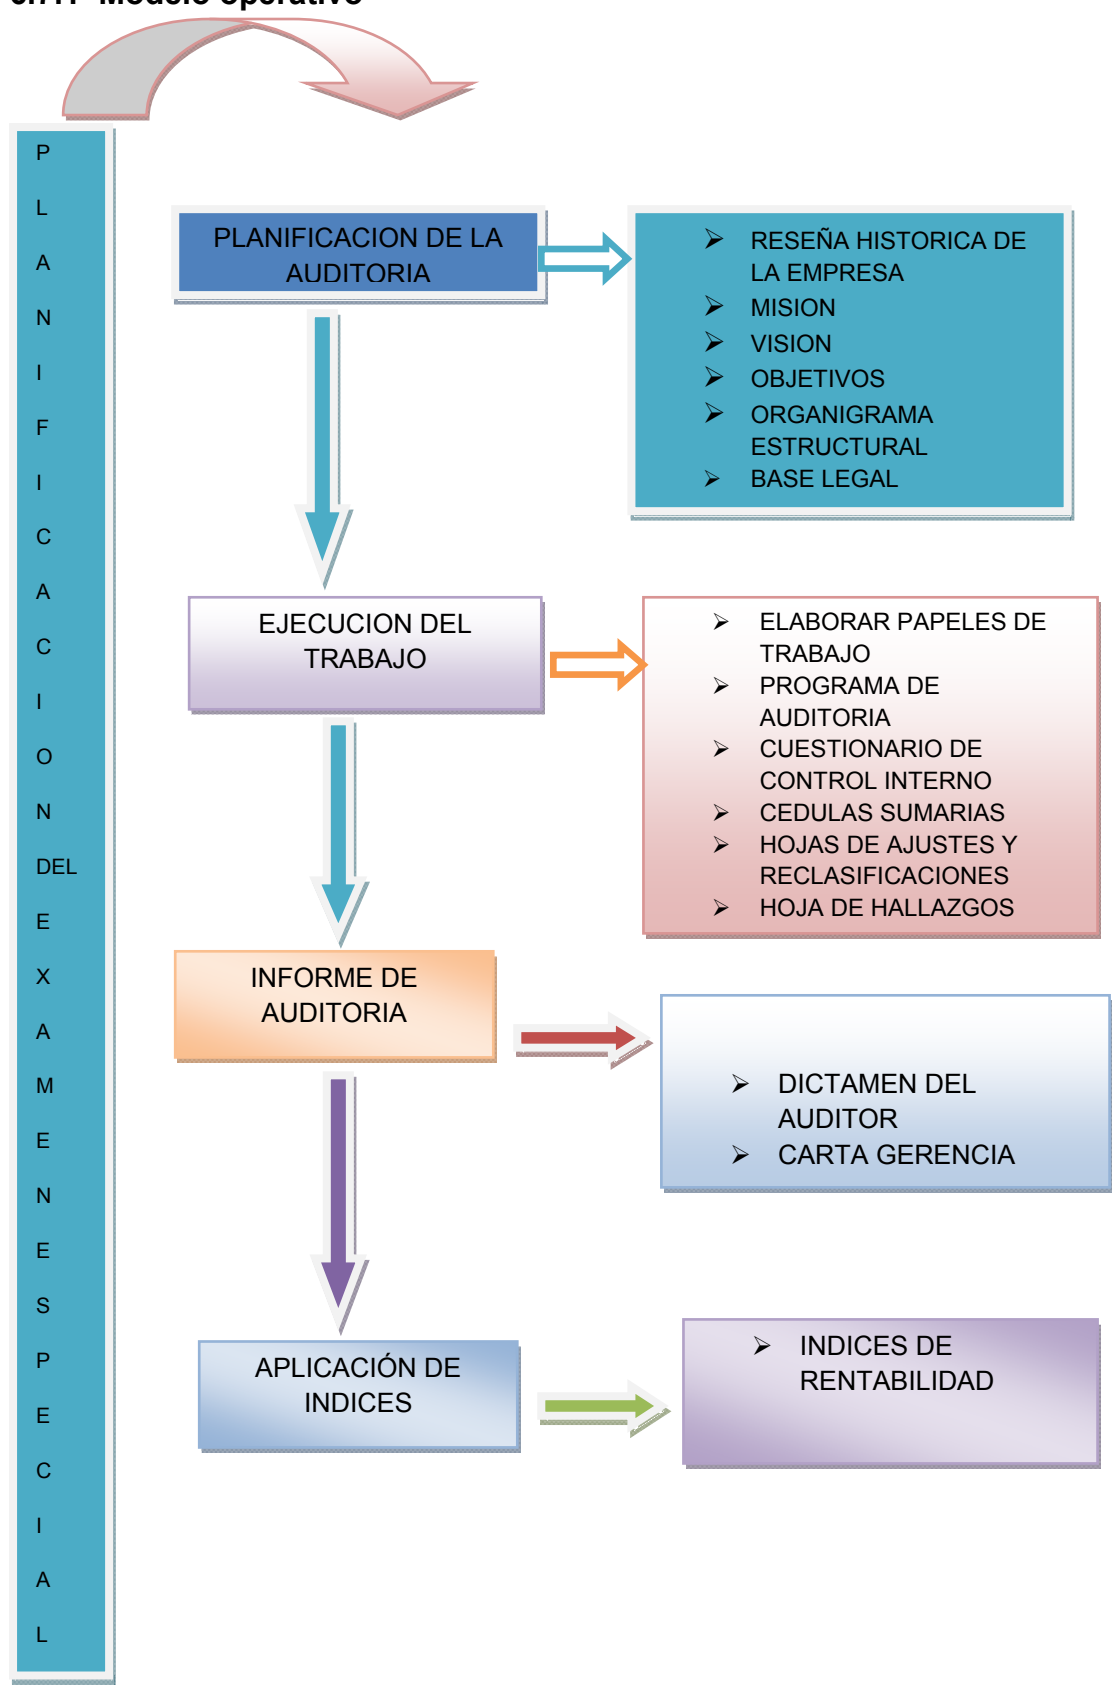 Modelo operativo
P
L
A
N
I
F
I
C
A
C
I
O
N
DEL
E
X
A
M
E
N
E
S
P
E
C
I
A
L
PLANIFICACION DE LA
AUDITORIA
➢ RESEÑA HISTORICA DE
LA EMPRESA
➢ MISION
➢ VISION
➢ OBJETIVOS
➢ ORGANIGRAMA
ESTRUCTURAL
➢ BASE LEGAL
EJECUCION DEL
TRABAJO
➢ ELABORAR PAPELES DE
TRABAJO
➢ PROGRAMA DE
AUDITORIA
➢ CUESTIONARIO DE
CONTROL INTERNO
➢ CEDULAS SUMARIAS
➢ HOJAS DE AJUSTES Y
RECLASIFICACIONES
➢ HOJA DE HALLAZGOS
INFORME DE
AUDITORIA
➢ DICTAMEN DEL
AUDITOR
➢ CARTA GERENCIA
APLICACIÓN DE
INDICES
➢ INDICES DE
RENTABILIDAD